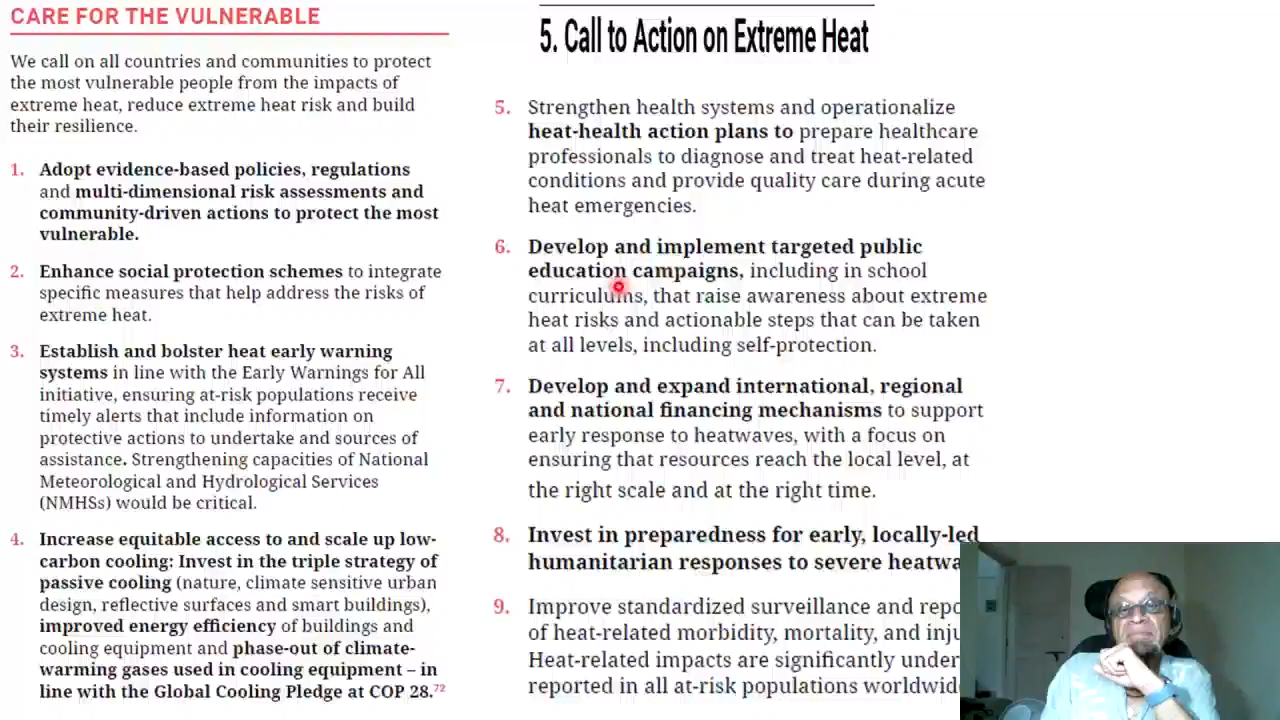 CARE FOR THE VULNERABLE
We call on all countries and communities to protect
the most vulnerable people from the impacts of
extreme heat, reduce extreme heat risk and build
their resilience.
1. Adopt evidence-based policies, regulations
and multi-dimensional risk assessments and
community-driven actions to protect the most
vulnerable.
2. Enhance social protection schemes to integrate
specific measures that help address the risks of
extreme heat.
3. Establish and bolster heat early warning
systems in line with the Early Warnings for All
initiative, ensuring at-risk populations receive
timely alerts that include information on
protective actions to undertake and sources of
assistance. Strengthening capacities of National
Meteorological and Hydrological Services
(NMHSs) would be critical.
4. Increase equitable access to and scale up low-
carbon cooling: Invest in the triple strategy of
passive cooling (nature, climate sensitive urban
design, reflective surfaces and smart buildings),
improved energy efficiency of buildings and
cooling equipment and phase-out of climate-
warming gases used in cooling equipment – in
line with the Global Cooling Pledge at COP 28.72
5. Call to Action on Extreme Heat
5. Strengthen health systems and operationalize
heat-health action plans to prepare healthcare
professionals to diagnose and treat heat-related
conditions and provide quality care during acute
heat emergencies.
6. Develop and implement targeted public
education campaigns, including in school
curriculums, that raise awareness about extreme
heat risks and actionable steps that can be taken
at all levels, including self-protection.
7. Develop and expand international, regional
and national financing mechanisms to support
early response to heatwaves, with a focus on
ensuring that resources reach the local level, at
the right scale and at the right time.
8. Invest in preparedness for early, locally-led
humanitarian responses to severe
9. Improve standardized surveillance and
of heat-related morbidity, mortality, and
Heat-related impacts are significantly under
reported in all at-risk populations